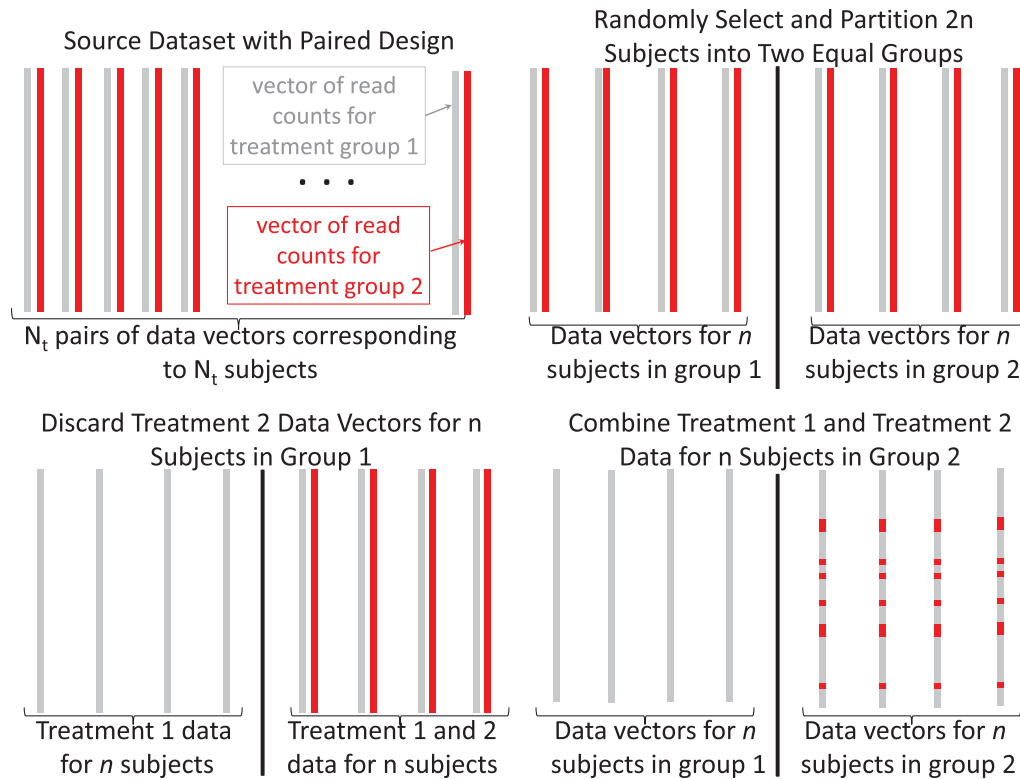 Source Dataset with Paired Design
vector of read
counts for
treatment group 1
. . .
vector of read
counts for
treatment group 2
N_t pairs of data vectors corresponding
to N_t subjects
Randomly Select and Partition 2n
Subjects into Two Equal Groups
Data vectors for n
subjects in group 1
Data vectors for n
subjects in group 2
Discard Treatment 2 Data Vectors for n
Subjects in Group 1
Treatment 1 data
for n subjects
Treatment 1 and 2
data for n subjects
Combine Treatment 1 and Treatment 2
Data for n Subjects in Group 2
Data vectors for n
subjects in group 1
Data vectors for n
subjects in group 2